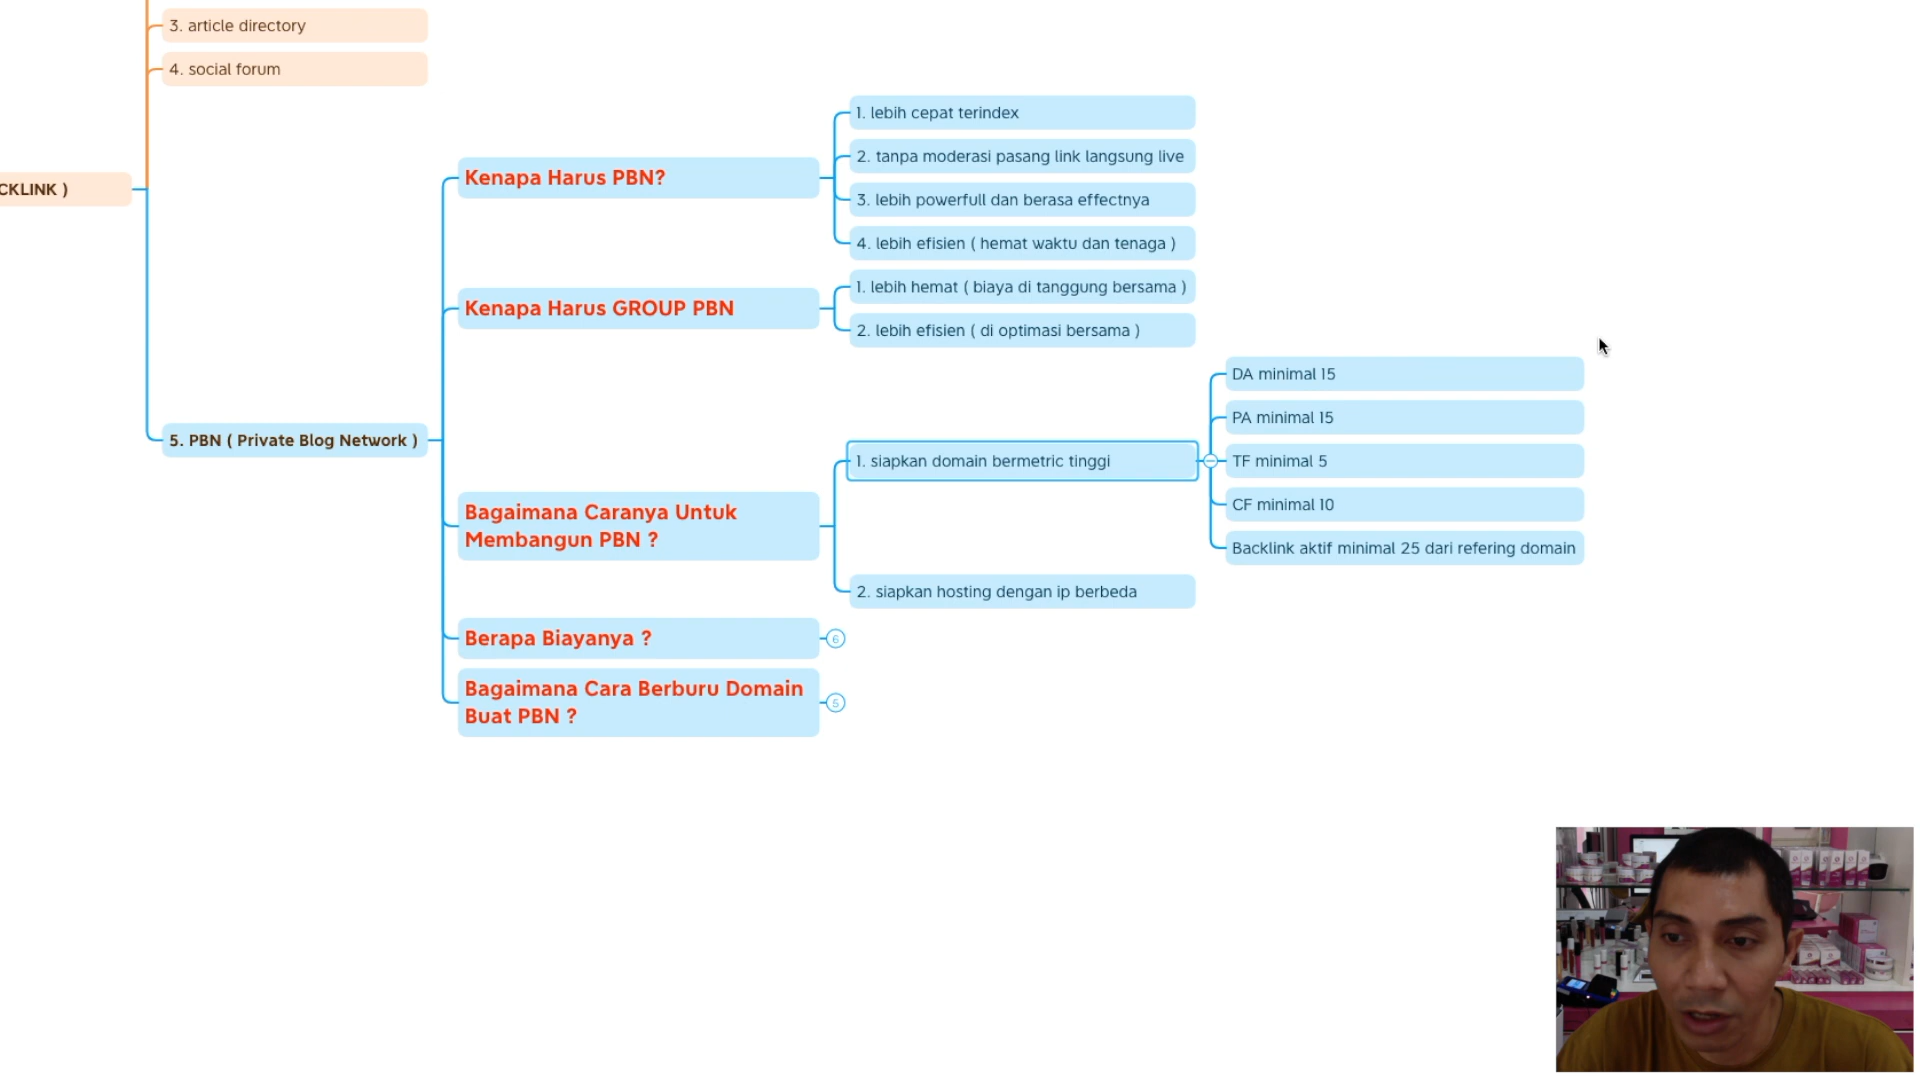 3. article directory
4. social forum
CKLINK )
5. PBN ( Private Blog Network )
Kenapa Harus PBN?
1. lebih cepat terindex
2. tanpa moderasi pasang link langsung live
3. lebih powerfull dan berasa effectnya
4. lebih efisien ( hemat waktu dan tenaga )
Kenapa Harus GROUP PBN
1. lebih hemat ( biaya di tanggung bersama )
2. lebih efisien ( di optimasi bersama )
Bagaimana Caranya Untuk
Membangun PBN ?
1. siapkan domain bermetric tinggi
DA minimal 15
PA minimal 15
TF minimal 5
CF minimal 10
Backlink aktif minimal 25 dari refering domain
2. siapkan hosting dengan ip berbeda
Berapa Biayanya ?
6
Bagaimana Cara Berburu Domain
Buat PBN ?
5